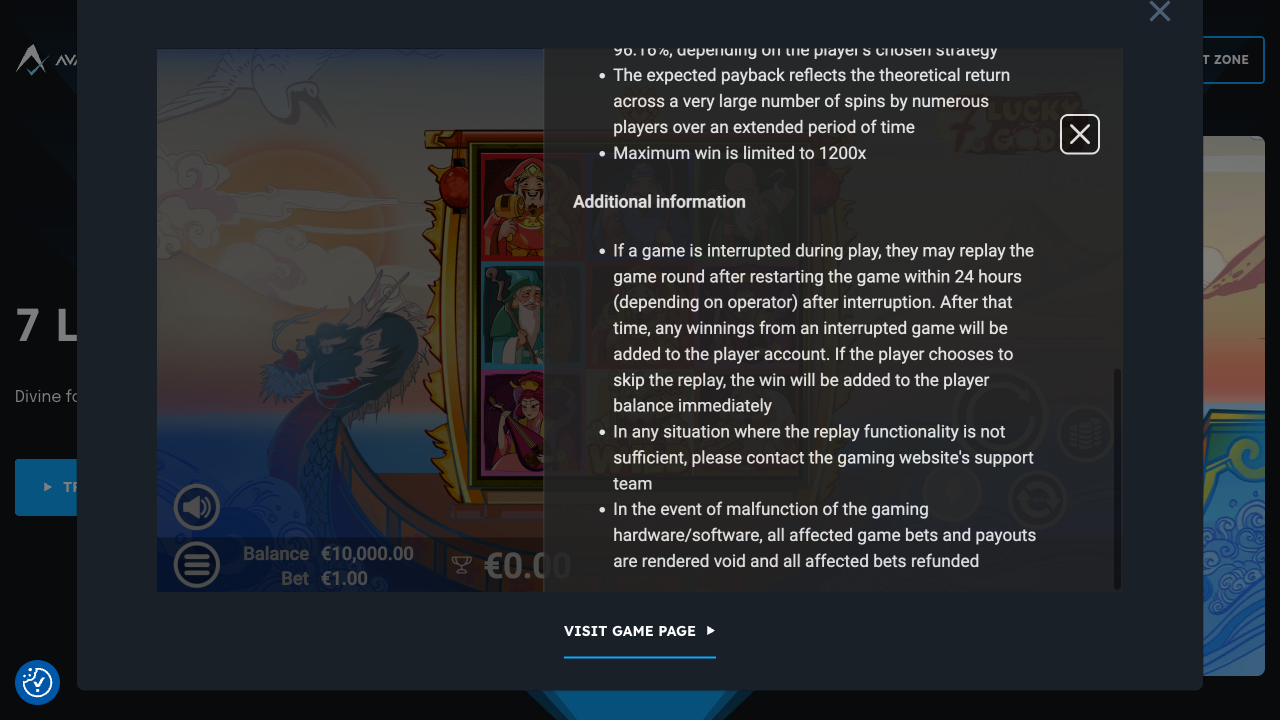 96.16%, depending on the player's chosen strategy
• The expected payback reflects the theoretical return
across a very large number of spins by numerous
players over an extended period of time
• Maximum win is limited to 1200x
Additional information
• If a game is interrupted during play, they may replay the
game round after restarting the game within 24 hours
(depending on operator) after interruption. After that
time, any winnings from an interrupted game will be
added to the player account. If the player chooses to
skip the replay, the win will be added to the player
balance immediately
• In any situation where the replay functionality is not
sufficient, please contact the gaming website's support
team
• In the event of malfunction of the gaming
hardware/software, all affected game bets and payouts
are rendered void and all affected bets refunded
7 LUCKY
GODS
T ZONE
AVA
7 L
Divine fo
TR
Balance €10,000.00
Bet €1.00
€0.00
VISIT GAME PAGE